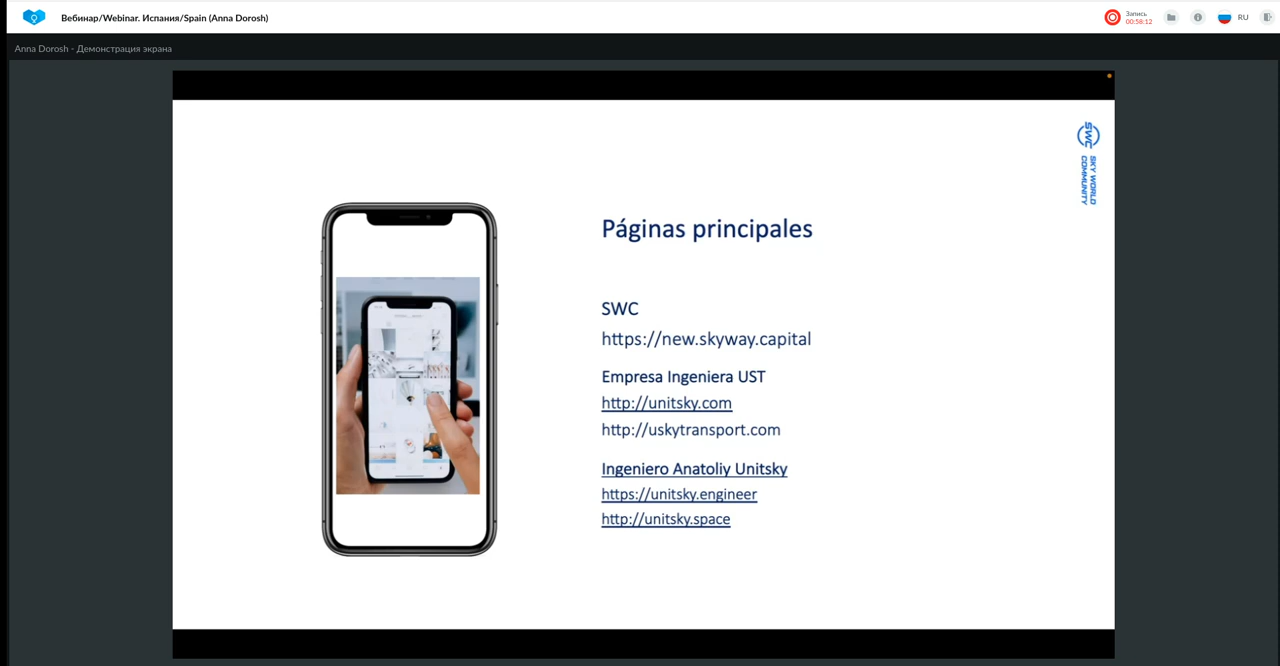 Вебинар/Webinar. Испания/Spain (Anna Dorosh)
Запись
00:58:12
RU
Anna Dorosh - Демонстрация экрана
SWC
SKY WORLD
COMMUNITY
Páginas principales
SWC
https://new.skyway.capital
Empresa Ingeniera UST
http://unitsky.com
http://uskytransport.com
Ingeniero Anatoliy Unitsky
https://unitsky.engineer
http://unitsky.space